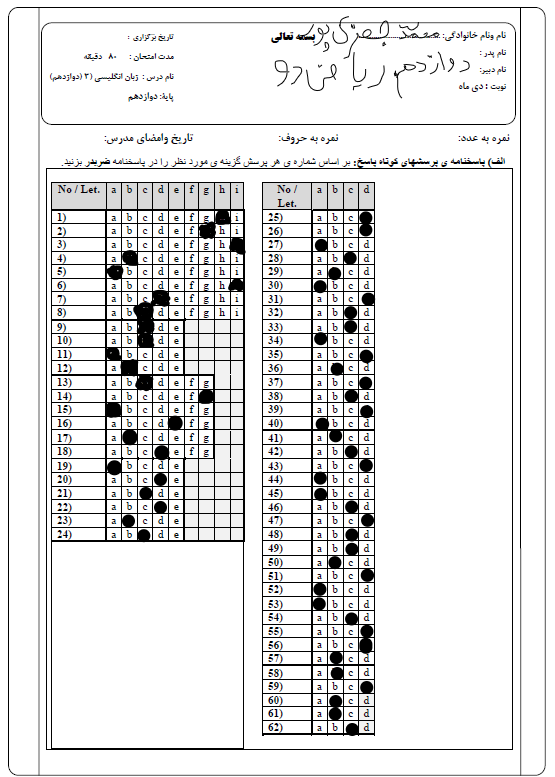 بسمه تعالی
نام ونام خانوادگی: محمد جعفری پور
نام پدر :
نام دبیر: دوازدهم ریاضی دو
نوبت : دی ماه
تاریخ برگزاری :
مدت امتحان : ۸۰ دقیقه
نام درس : زبان انگلیسی (۳ دوازدهم)
پایه: دوازدهم
نمره به عدد: نمره به حروف: تاریخ وامضای مدرس:
الف) پاسخنامه ی پرسشهای کوتاه پاسخ: بر اساس شماره ی هر پرسش گزینه ی مورد نظر را در پاسخنامه ضربدر بزنید.
No / Let. a b c d e f g h i
1) a b c d e f g i
2) a b c d e f h i
3) a b c d e f g h
4) a c d e f g h i
5) b c d e f g h i
6) a b c d e f g h
7) a b c e f g h i
8) a b d e f g h i
9) a b d e
10) a b d e
11) b c d e
12) a c d e
13) a b d e f g
14) a b c d e f
15) b c d e f g
16) a b c d f g
17) a c d e f g
18) a b c e f g
19) b c d e
20) a b c e
21) a b d e
22) a b c e
23) a c d e
24) a b d e
No / Let. a b c d
25) a b c
26) a b c
27) b c d
28) a b d
29) a c d
30) b c d
31) a b c
32) a b d
33) a b d
34) b c d
35) a b c
36) a c d
37) a b c
38) a b d
39) a b c
40) b c d
41) a c d
42) a b d
43) a b c
44) b c d
45) b c d
46) a b d
47) a b c
48) a b d
49) a b d
50) a c d
51) a b c
52) b c d
53) b c d
54) a b d
55) a b c
56) a b c
57) a c d
58) a c d
59) a b c
60) a c d
61) a c d
62) a b d